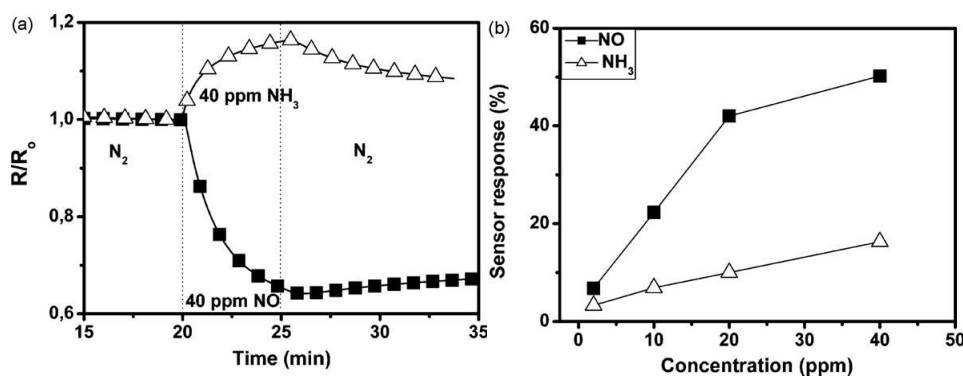 (a)
1,2
1,0
0,8
0,6
R/Ro
40 ppm NH3
N2
N2
40 ppm NO
15 20 25 30 35
Time (min)
(b)
60
40
20
0
Sensor response (%)
NO
NH3
0 10 20 30 40 50
Concentration (ppm)